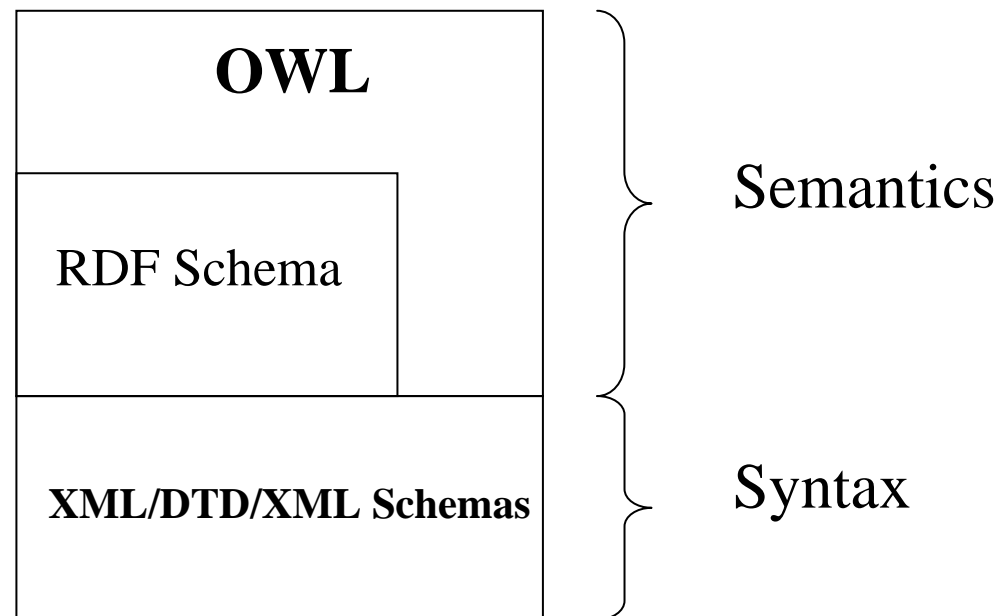 OWL
Semantics
RDF Schema
XML/DTD/XML Schemas
Syntax